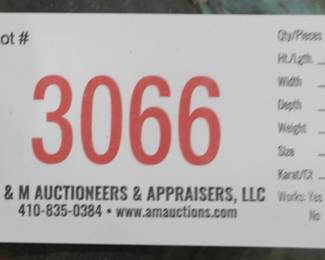 ot #
3066
& M AUCTIONEERS & APPRAISERS, LLC
410-835-0384 • www.amauctions.com
Qty/Pieces
Ht./Lgth.
Width
Depth
Weight
Size
Karat/Ct
Works: Yes
No